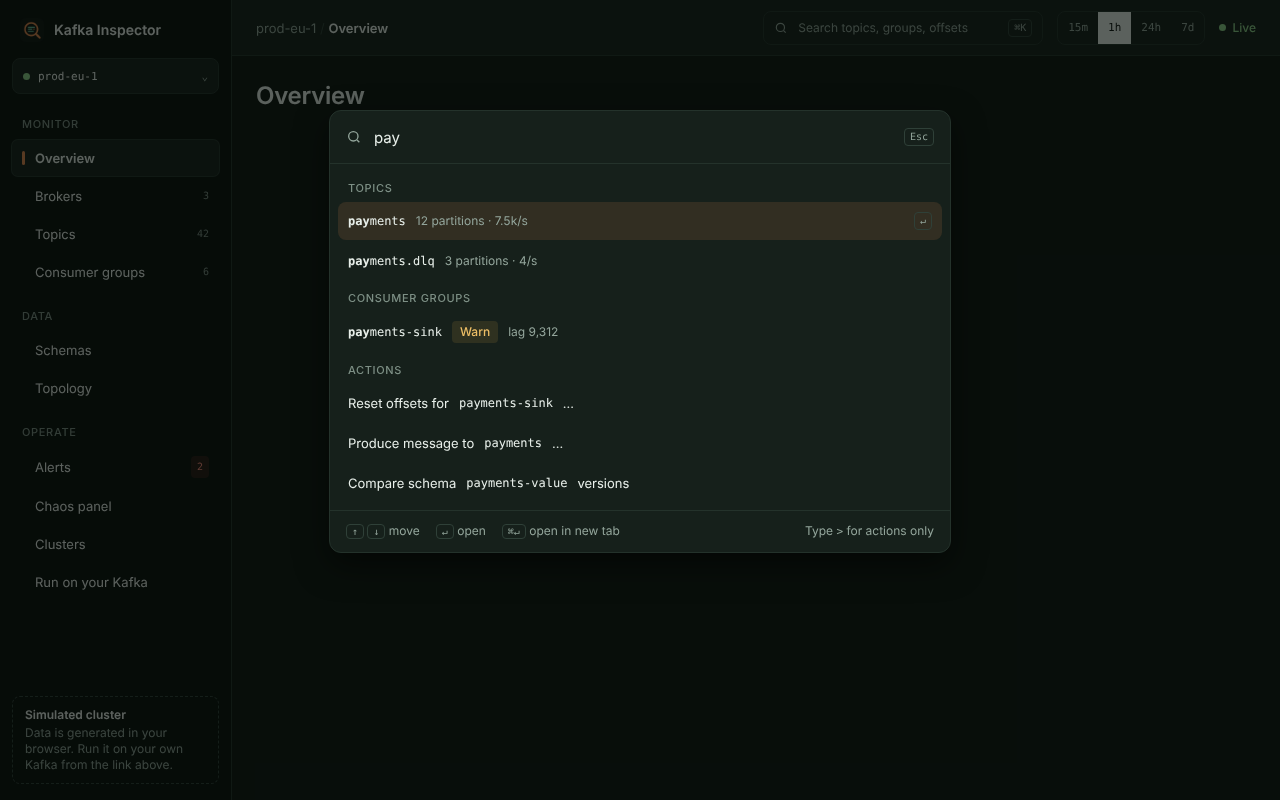 Kafka Inspector
prod-eu-1
MONITOR
Overview
Brokers 3
Topics 42
Consumer groups 6
DATA
Schemas
Topology
OPERATE
Alerts 2
Chaos panel
Clusters
Run on your Kafka
Simulated cluster
Data is generated in your
browser. Run it on your own
Kafka from the link above.
prod-eu-1 / Overview
Search topics, groups, offsets ⌘K
15m 1h 24h 7d
Live
Overview
pay Esc
TOPICS
payments 12 partitions · 7.5k/s ↵
payments.dlq 3 partitions · 4/s
CONSUMER GROUPS
payments-sink Warn lag 9,312
ACTIONS
Reset offsets for payments-sink …
Produce message to payments …
Compare schema payments-value versions
↑ ↓ move ↵ open ⌘↵ open in new tab Type > for actions only